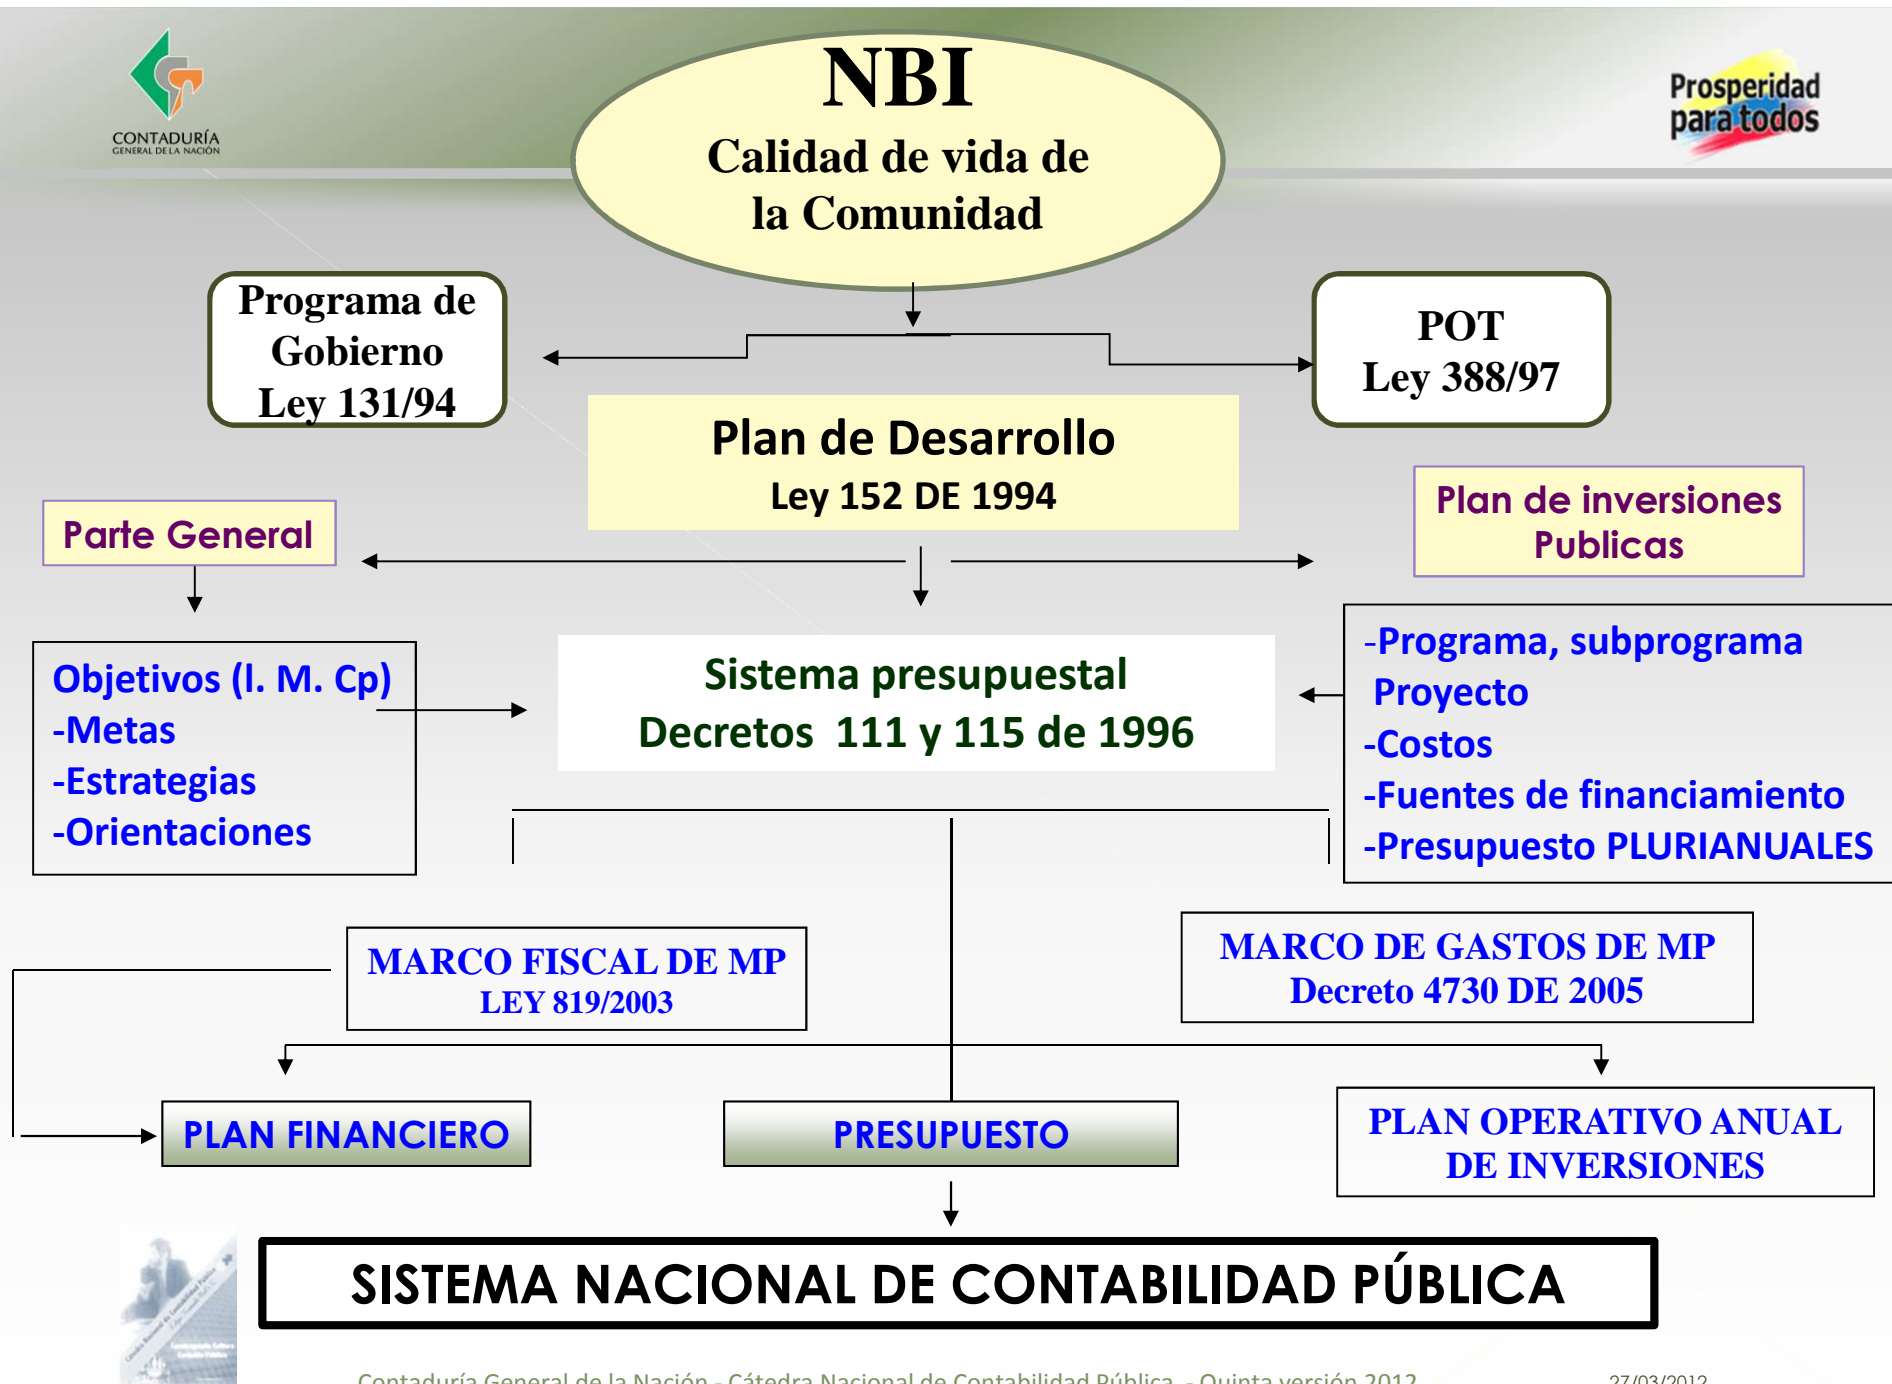 CONTADURÍA
GENERAL DE LA NACIÓN
NBI
Calidad de vida de
la Comunidad
Prosperidad
para todos
Programa de
Gobierno
Ley 131/94
POT
Ley 388/97
Plan de Desarrollo
Ley 152 DE 1994
Parte General
Plan de inversiones
Publicas
Objetivos (l. M. Cp)
-Metas
-Estrategias
-Orientaciones
Sistema presupuestal
Decretos 111 y 115 de 1996
-Programa, subprograma
Proyecto
-Costos
-Fuentes de financiamiento
-Presupuesto PLURIANUALES
MARCO FISCAL DE MP
LEY 819/2003
MARCO DE GASTOS DE MP
Decreto 4730 DE 2005
PLAN FINANCIERO
PRESUPUESTO
PLAN OPERATIVO ANUAL
DE INVERSIONES
SISTEMA NACIONAL DE CONTABILIDAD PÚBLICA
Contaduría General de la Nación - Cátedra Nacional de Contabilidad Pública - Quinta versión 2012
27/03/2012